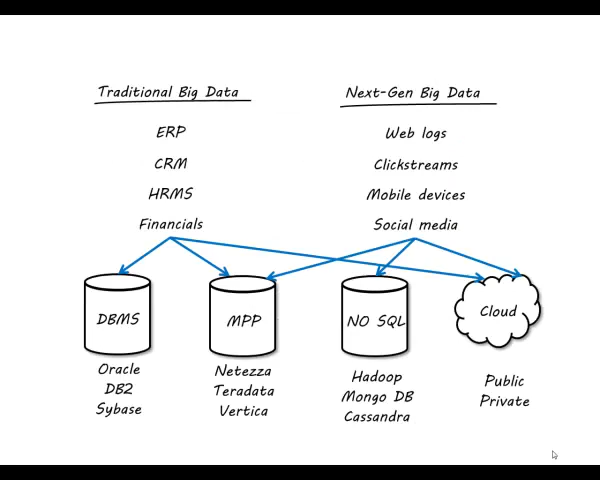 Traditional Big Data
ERP
CRM
HRMS
Financials
Next-Gen Big Data
Web logs
Clickstreams
Mobile devices
Social media
DBMS
Oracle
DB2
Sybase
MPP
Netezza
Teradata
Vertica
NO SQL
Hadoop
Mongo DB
Cassandra
Cloud
Public
Private